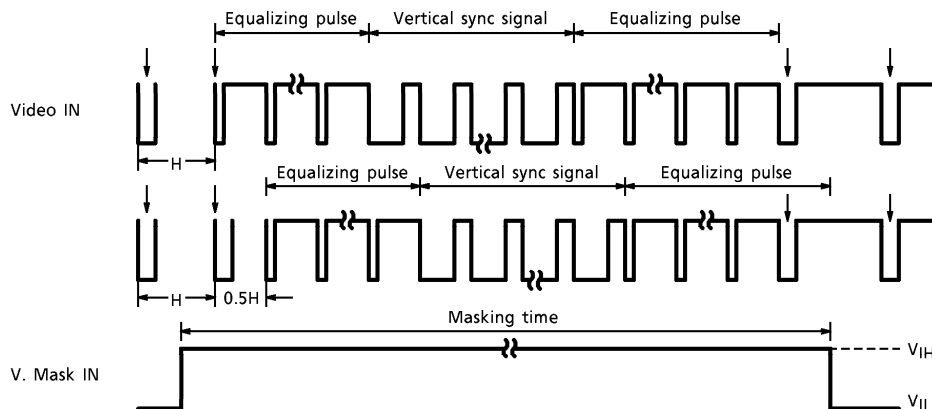 Equalizing pulse Vertical sync signal Equalizing pulse
Video IN
H
Equalizing pulse Vertical sync signal Equalizing pulse
H 0.5H
Masking time
V. Mask IN
VIH
VIL